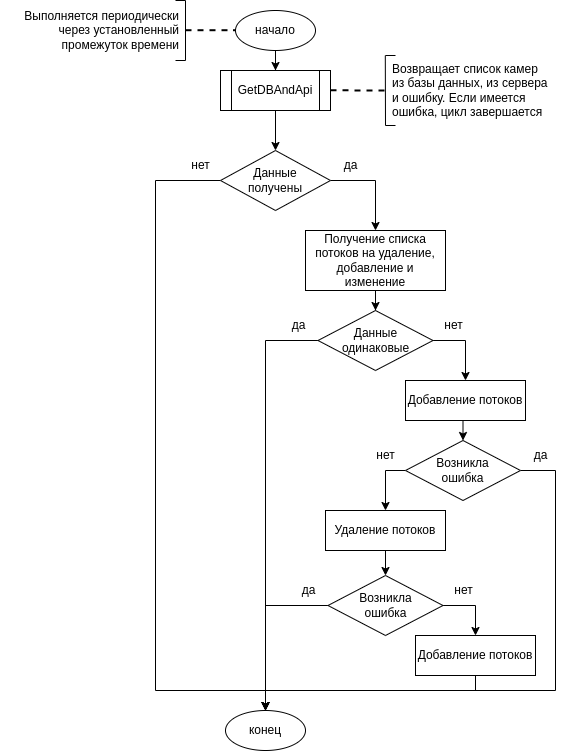 Выполняется периодически
через установленный
промежуток времени
начало
GetDBAndApi
Возвращает список камер
из базы данных, из сервера
и ошибку. Если имеется
ошибка, цикл завершается
нет
Данные
получены
да
Получение списка
потоков на удаление,
добавление и
изменение
да
Данные
одинаковые
нет
Добавление потоков
нет
Возникла
ошибка
да
Удаление потоков
да
Возникла
ошибка
нет
Добавление потоков
конец